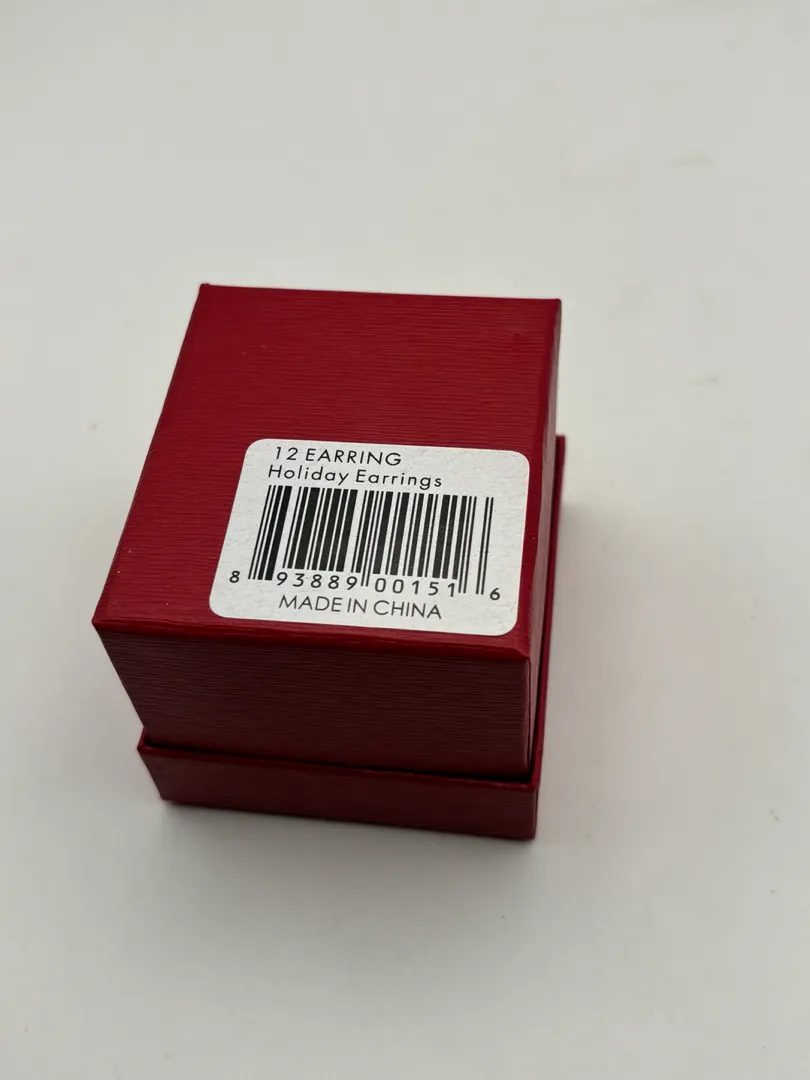 12 EARRING
Holiday Earrings
8 93889 00151 6
MADE IN CHINA